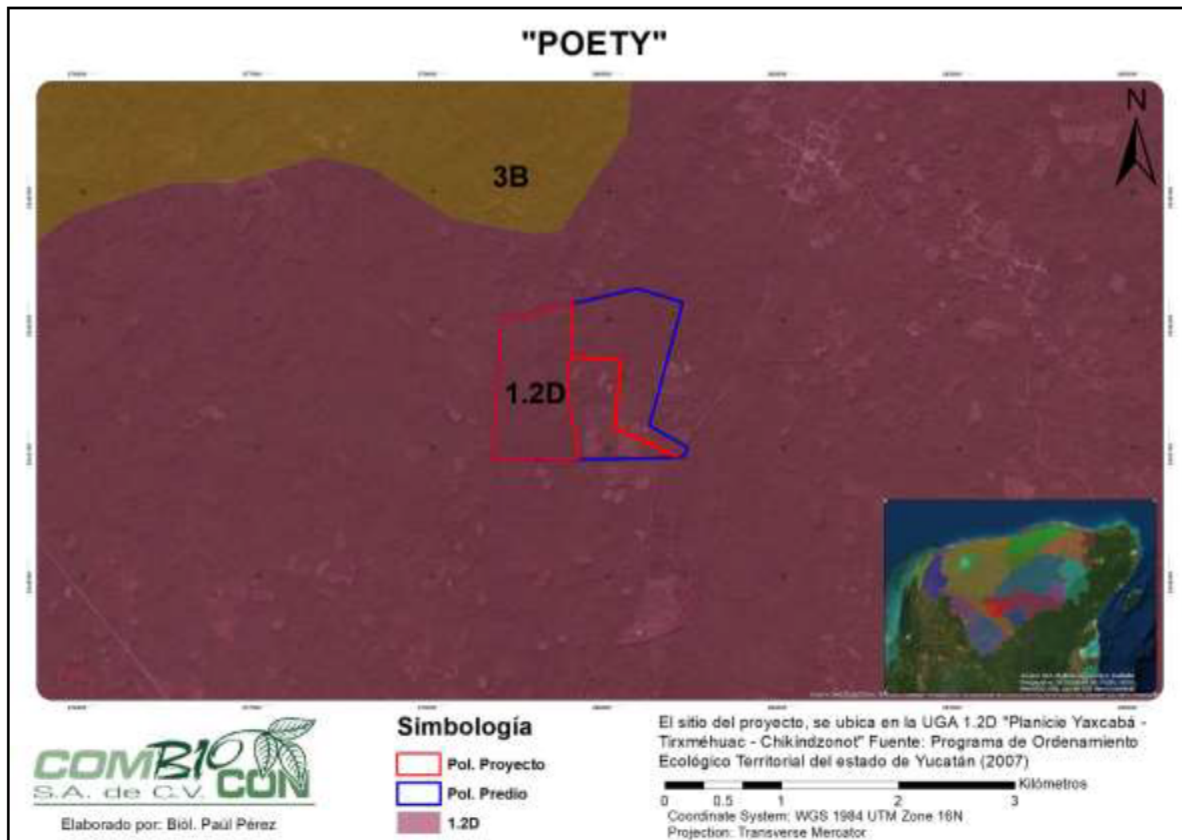 "POETY"
N
3B
1.2D
COMBIOCON
S.A. de C.V.
Elaborado por: Biól. Paúl Pérez
Simbología
Pol. Proyecto
Pol. Predio
1.2D
El sitio del proyecto, se ubica en la UGA 1.2D "Planicie Yaxcabá -
Tirxméhuac - Chikindzonot" Fuente: Programa de Ordenamiento
Ecológico Territorial del estado de Yucatán (2007)
Kilómetros
0 0.5 1 2 3
Coordinate System: WGS 1984 UTM Zone 16N
Projection: Transverse Mercator